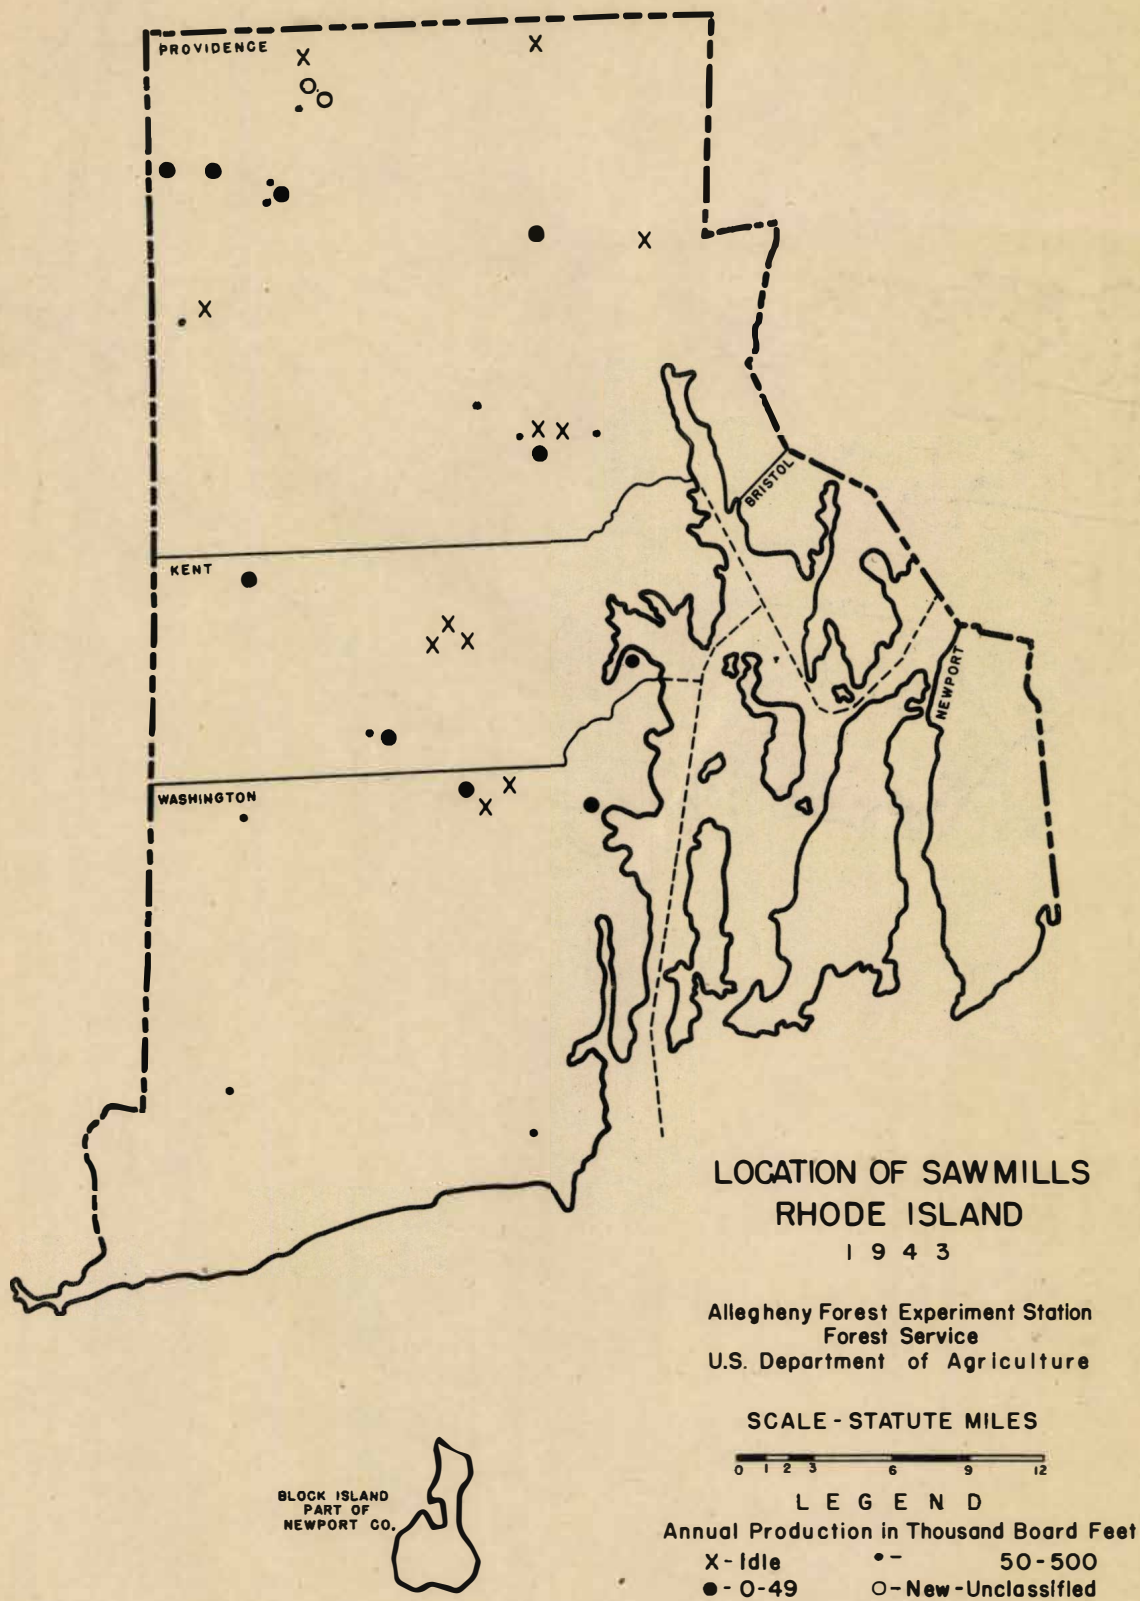 PROVIDENCE
BRISTOL
KENT
NEWPORT
WASHINGTON
LOCATION OF SAWMILLS
RHODE ISLAND
1943
Allegheny Forest Experiment Station
Forest Service
U.S. Department of Agriculture
SCALE - STATUTE MILES
0 1 2 3 6 9 12
BLOCK ISLAND
PART OF
NEWPORT CO.
LEGEND
Annual Production in Thousand Board Feet
X - Idle • - 50-500
● - 0-49 O - New - Unclassified